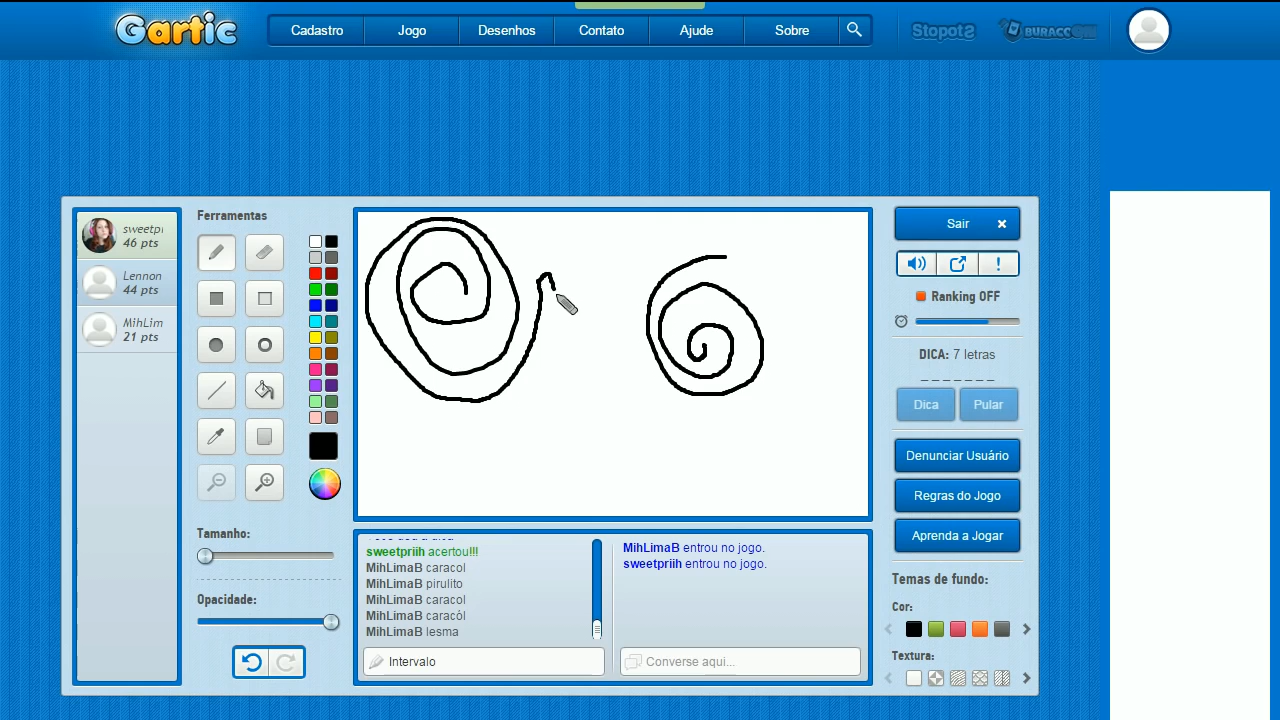 Gartic
Cadastro
Jogo
Desenhos
Contato
Ajude
Sobre
StopotS
BURACCOON
sweetpi
46 pts
Lennon
44 pts
MihLim
21 pts
Ferramentas
Tamanho:
Opacidade:
sweetpriih acertou!!!
MihLimaB caracol
MihLimaB pirulito
MihLimaB caracol
MihLimaB caracól
MihLimaB lesma
Intervalo
MihLimaB entrou no jogo.
sweetpriih entrou no jogo.
Converse aqui...
Sair ×
!
Ranking OFF
DICA: 7 letras
_ _ _ _ _ _ _
Dica
Pular
Denunciar Usuário
Regras do Jogo
Aprenda a Jogar
Temas de fundo:
Cor:
Textura: